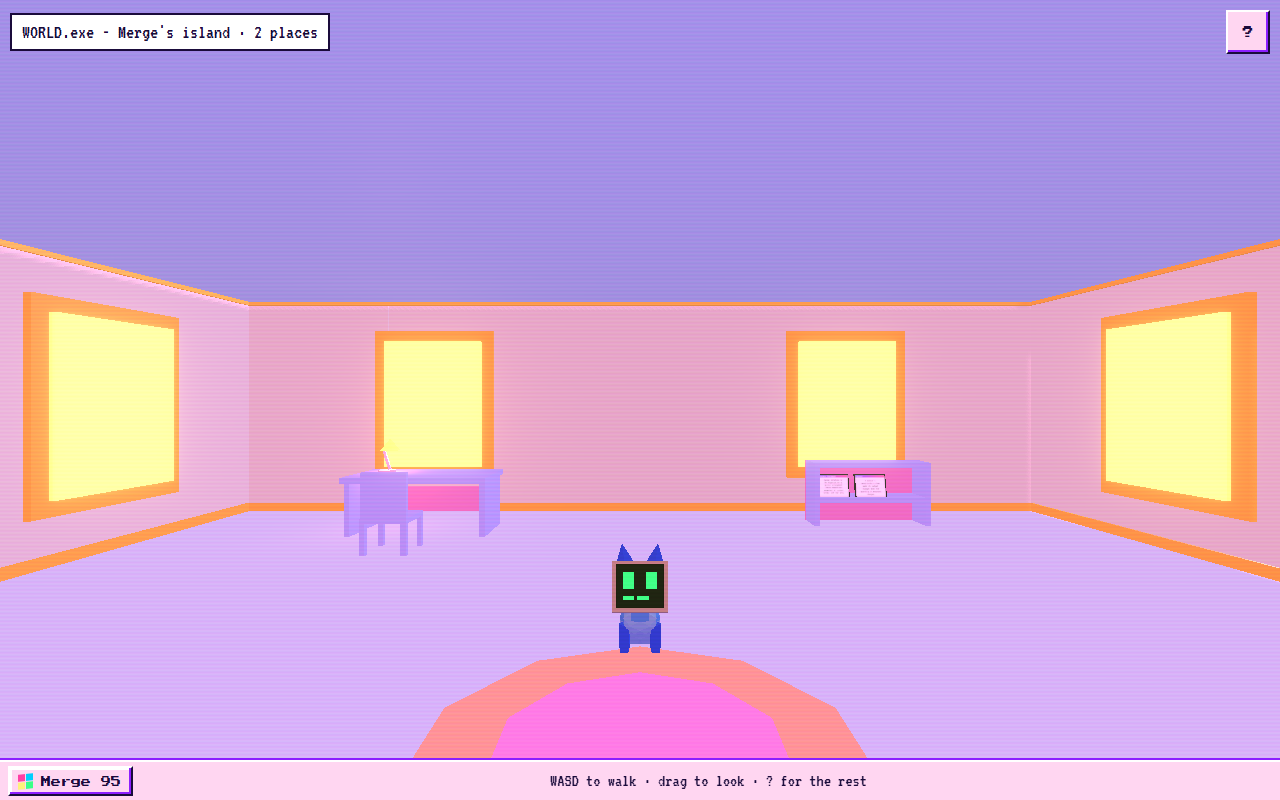 WORLD.exe - Merge's island · 2 places
?
Merge 95
WASD to walk · drag to look · ? for the rest